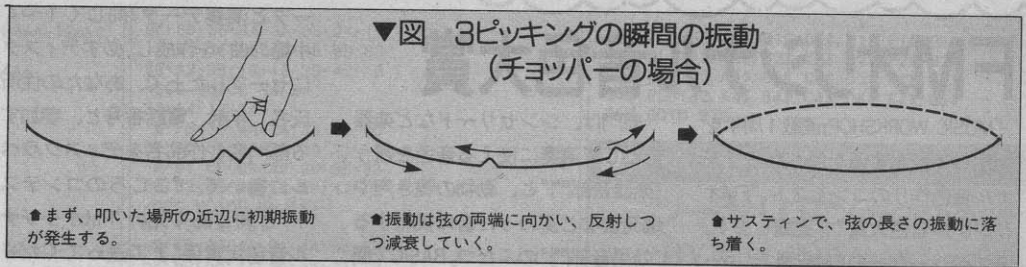 ▼図 3ピッキングの瞬間の振動
(チョッパーの場合)
⬆まず、叩いた場所の近辺に初期振動
が発生する。
⬆振動は弦の両端に向かい、反射しつ
つ減衰していく。
⬆サスティンで、弦の長さの振動に落
ち着く。